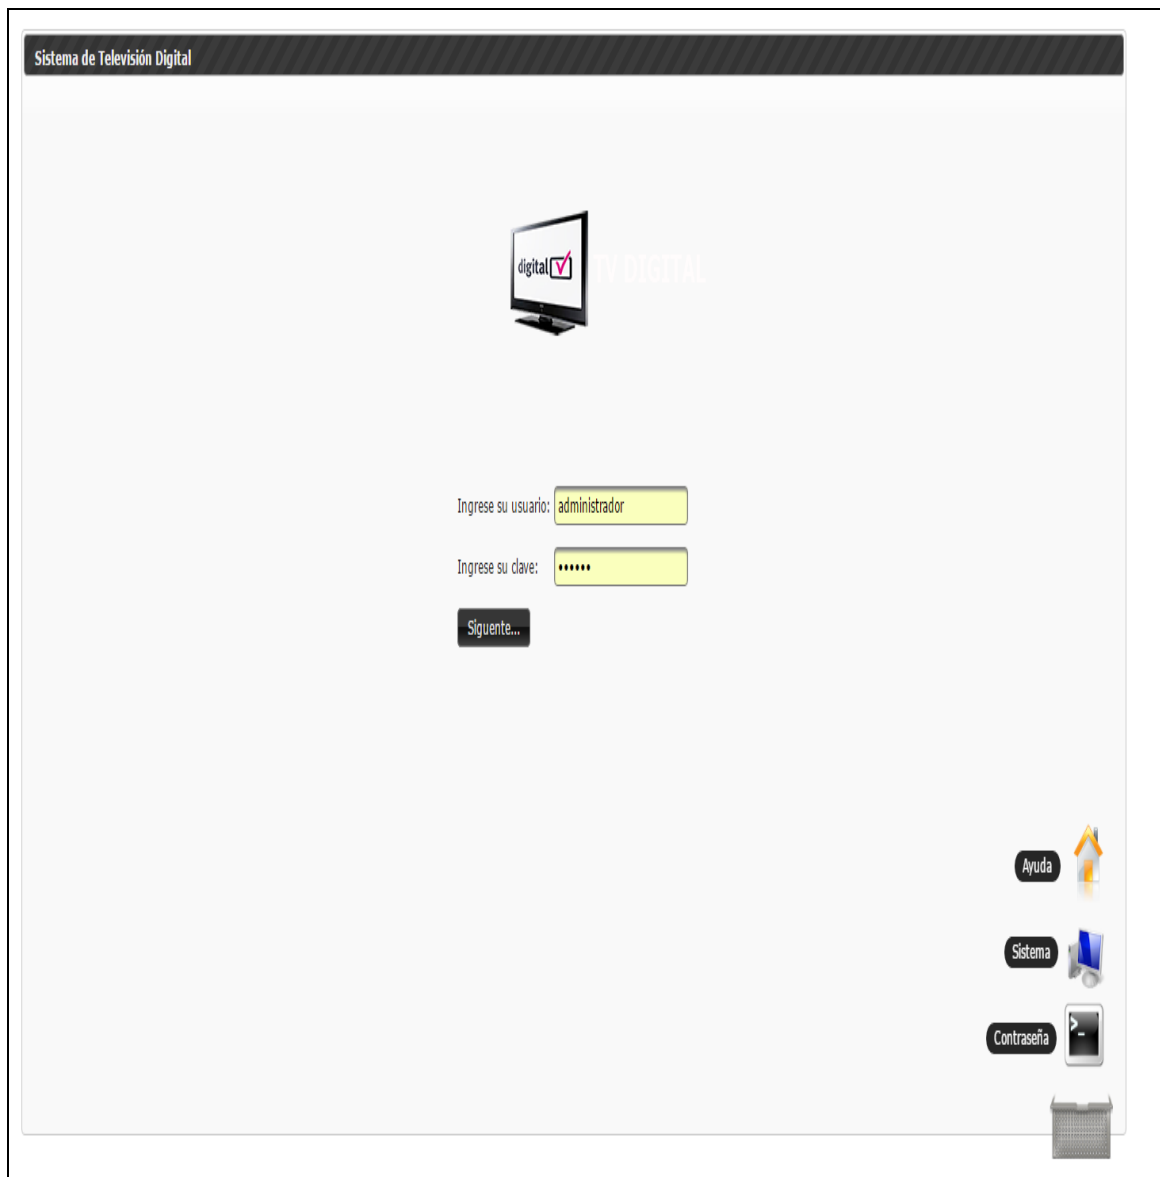 Sistema de Televisión Digital
digital
TV DIGITAL
Ingrese su usuario: administrador
Ingrese su clave: ••••••
Siguente...
Ayuda
Sistema
Contraseña
>_